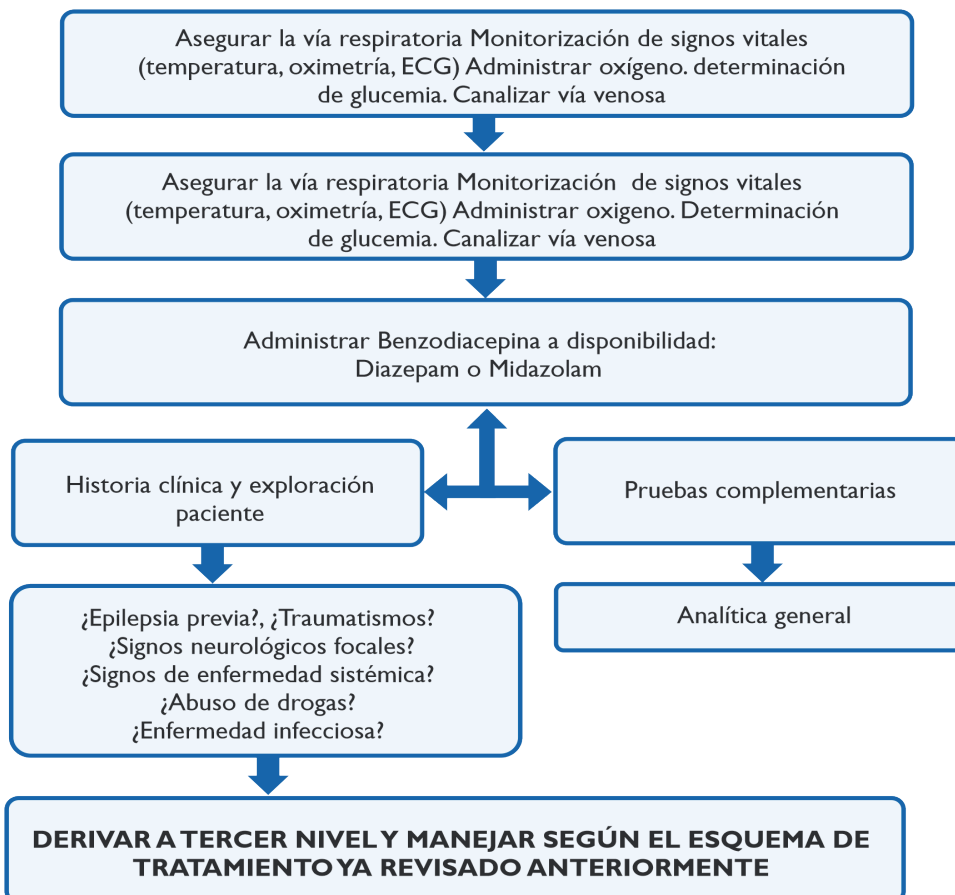 Asegurar la vía respiratoria Monitorización de signos vitales
(temperatura, oximetría, ECG) Administrar oxígeno. determinación
de glucemia. Canalizar vía venosa
Asegurar la vía respiratoria Monitorización de signos vitales
(temperatura, oximetría, ECG) Administrar oxigeno. Determinación
de glucemia. Canalizar vía venosa
Administrar Benzodiacepina a disponibilidad:
Diazepam o Midazolam
Historia clínica y exploración
paciente
Pruebas complementarias
¿Epilepsia previa?, ¿Traumatismos?
¿Signos neurológicos focales?
¿Signos de enfermedad sistémica?
¿Abuso de drogas?
¿Enfermedad infecciosa?
Analítica general
DERIVAR A TERCER NIVEL Y MANEJAR SEGÚN EL ESQUEMA DE
TRATAMIENTO YA REVISADO ANTERIORMENTE